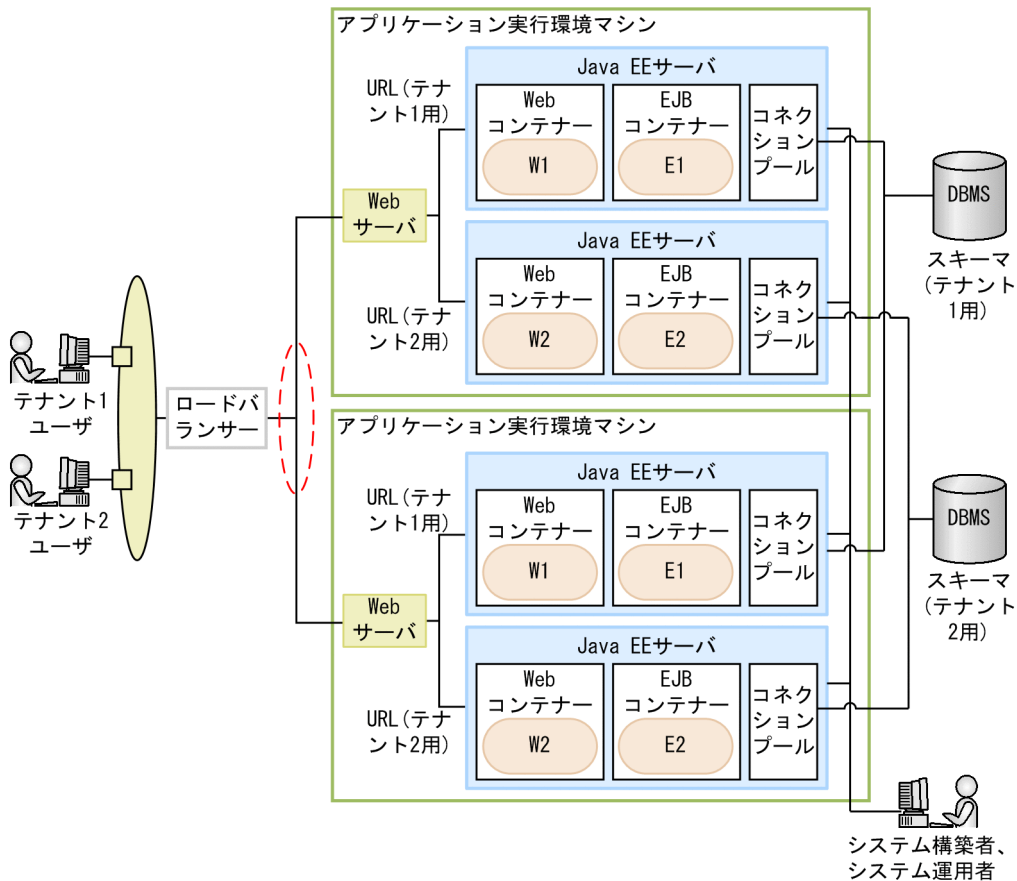 アプリケーション実行環境マシン
Java EEサーバ
URL(テナ
ント1用)
Web
コンテナー
W1
EJB
コンテナー
E1
コネク
ション
プール
Web
サーバ
Java EEサーバ
URL(テナ
ント2用)
Web
コンテナー
W2
EJB
コンテナー
E2
コネク
ション
プール
DBMS
スキーマ
(テナント
1用)
テナント1
ユーザ
テナント2
ユーザ
ロードバ
ランサー
アプリケーション実行環境マシン
Java EEサーバ
URL(テナ
ント1用)
Web
コンテナー
W1
EJB
コンテナー
E1
コネク
ション
プール
Web
サーバ
Java EEサーバ
URL(テナ
ント2用)
Web
コンテナー
W2
EJB
コンテナー
E2
コネク
ション
プール
DBMS
スキーマ
(テナント
2用)
システム構築者、
システム運用者